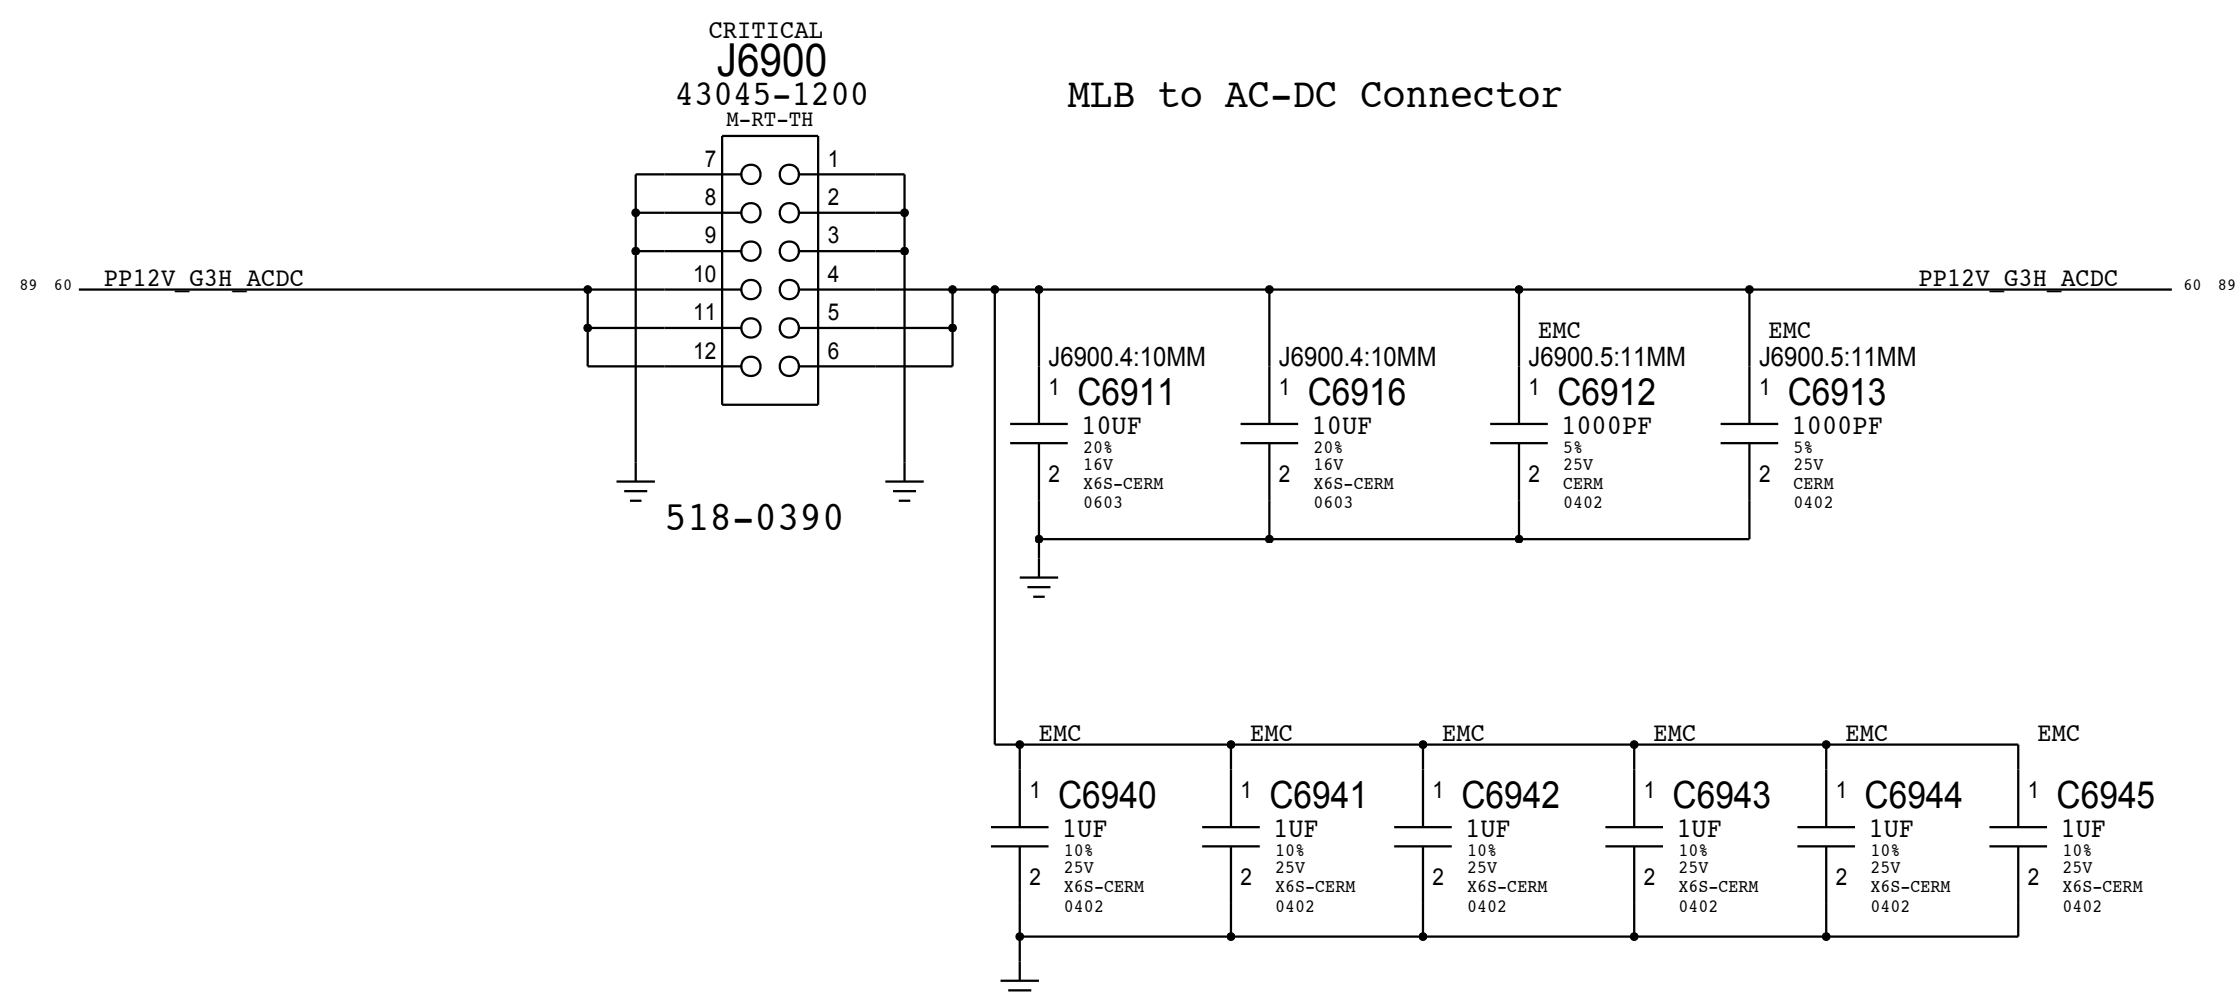 CRITICAL
J6900
43045-1200
M-RT-TH
MLB to AC-DC Connector
7 1
8 2
9 3
10 4
11 5
12 6
89 60 PP12V_G3H_ACDC
PP12V_G3H_ACDC 60 89
518-0390
J6900.4:10MM
1 C6911
10UF
20%
16V
2 X6S-CERM
0603
J6900.4:10MM
1 C6916
10UF
20%
16V
2 X6S-CERM
0603
EMC
J6900.5:11MM
1 C6912
1000PF
5%
25V
2 CERM
0402
EMC
J6900.5:11MM
1 C6913
1000PF
5%
25V
2 CERM
0402
EMC
1 C6940
1UF
10%
25V
2 X6S-CERM
0402
EMC
1 C6941
1UF
10%
25V
2 X6S-CERM
0402
EMC
1 C6942
1UF
10%
25V
2 X6S-CERM
0402
EMC
1 C6943
1UF
10%
25V
2 X6S-CERM
0402
EMC
1 C6944
1UF
10%
25V
2 X6S-CERM
0402
EMC
1 C6945
1UF
10%
25V
2 X6S-CERM
0402